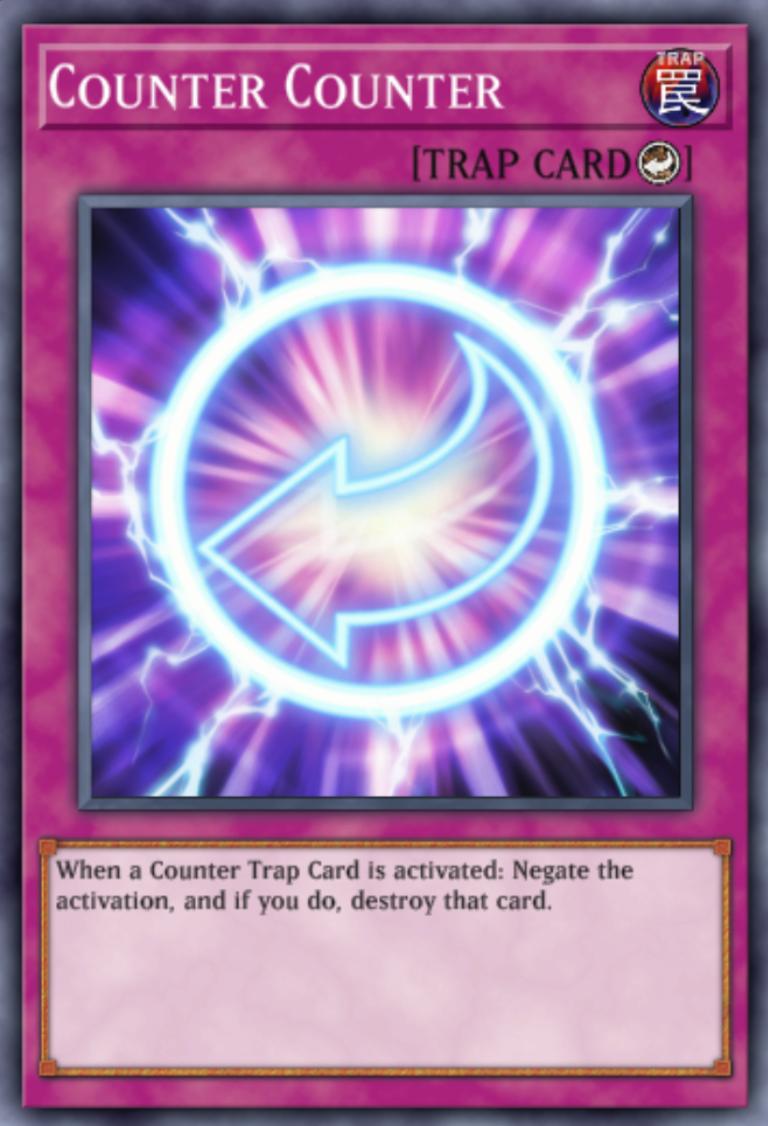 COUNTER COUNTER
TRAP
罠
[TRAP CARD]
When a Counter Trap Card is activated: Negate the
activation, and if you do, destroy that card.